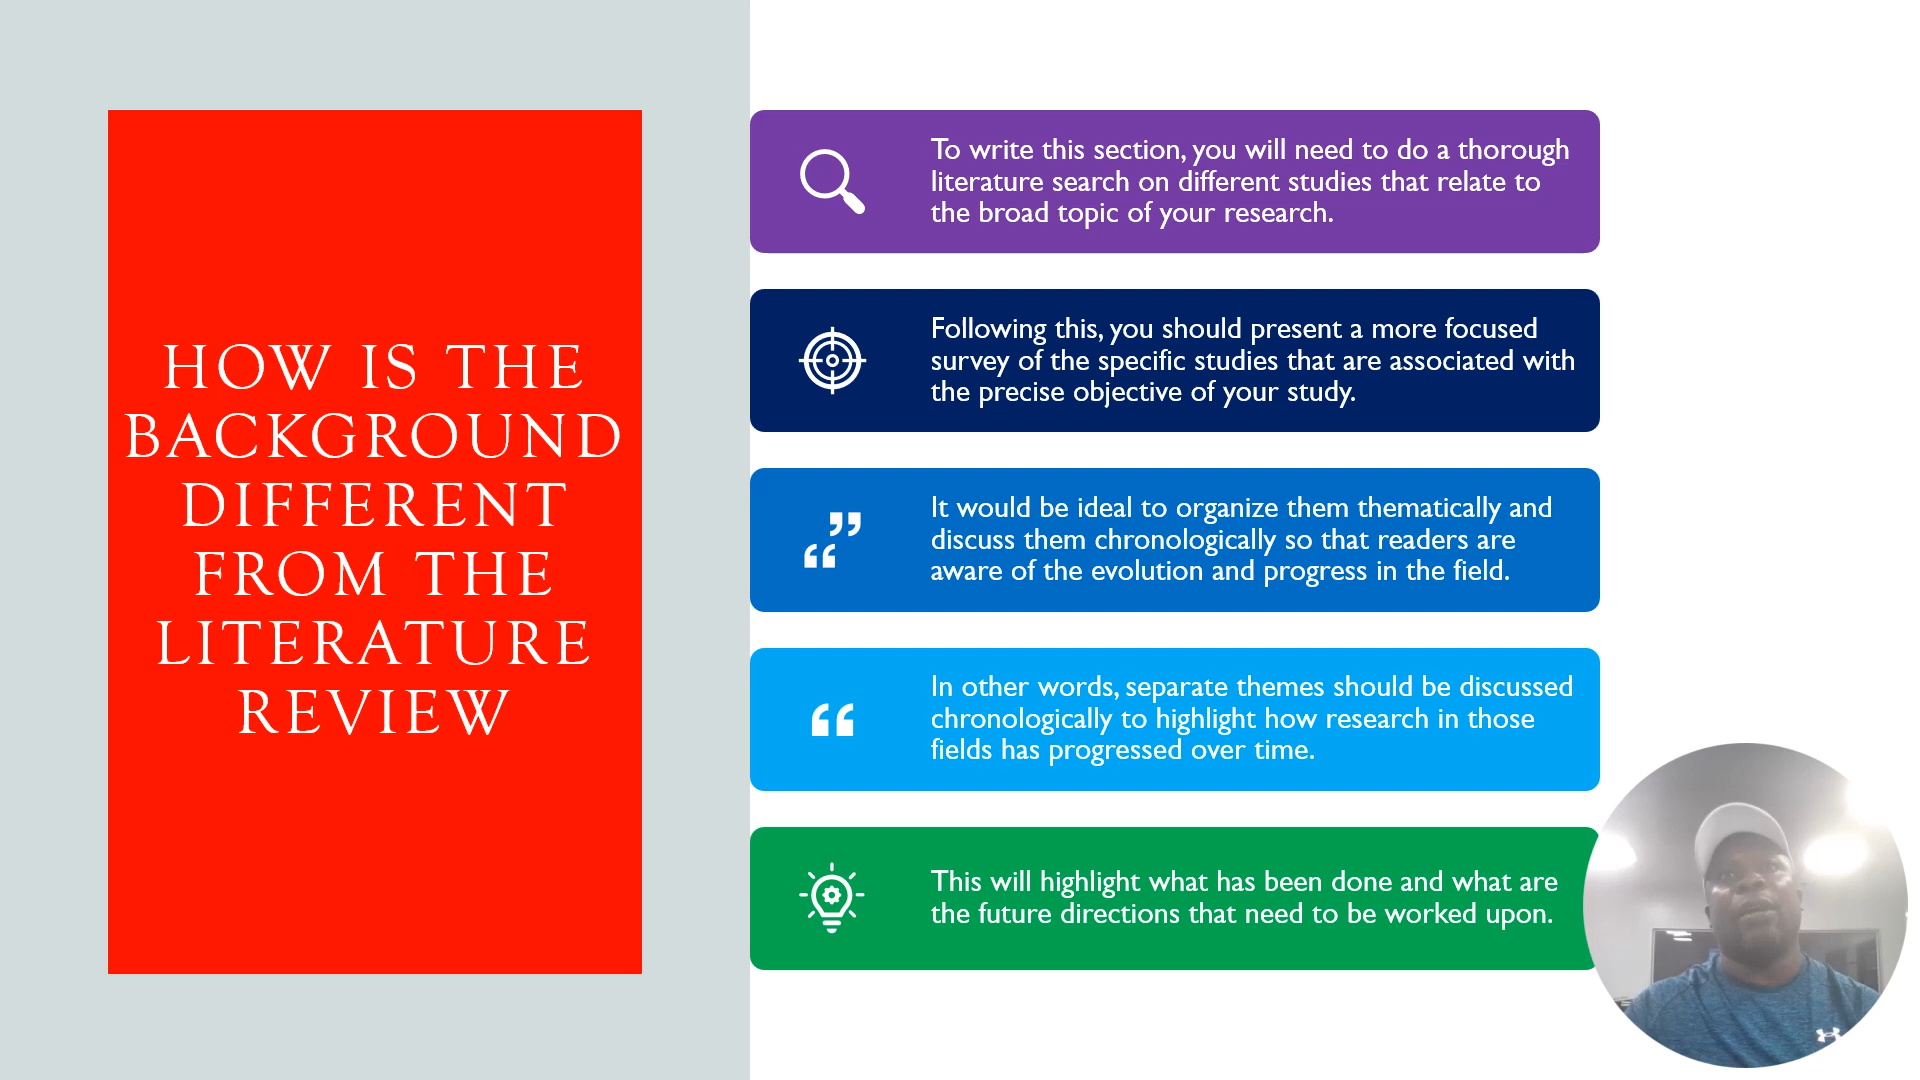 HOW IS THE
BACKGROUND
DIFFERENT
FROM THE
LITERATURE
REVIEW
To write this section, you will need to do a thorough
literature search on different studies that relate to
the broad topic of your research.
Following this, you should present a more focused
survey of the specific studies that are associated with
the precise objective of your study.
It would be ideal to organize them thematically and
discuss them chronologically so that readers are
aware of the evolution and progress in the field.
In other words, separate themes should be discussed
chronologically to highlight how research in those
fields has progressed over time.
This will highlight what has been done and what are
the future directions that need to be worked upon.